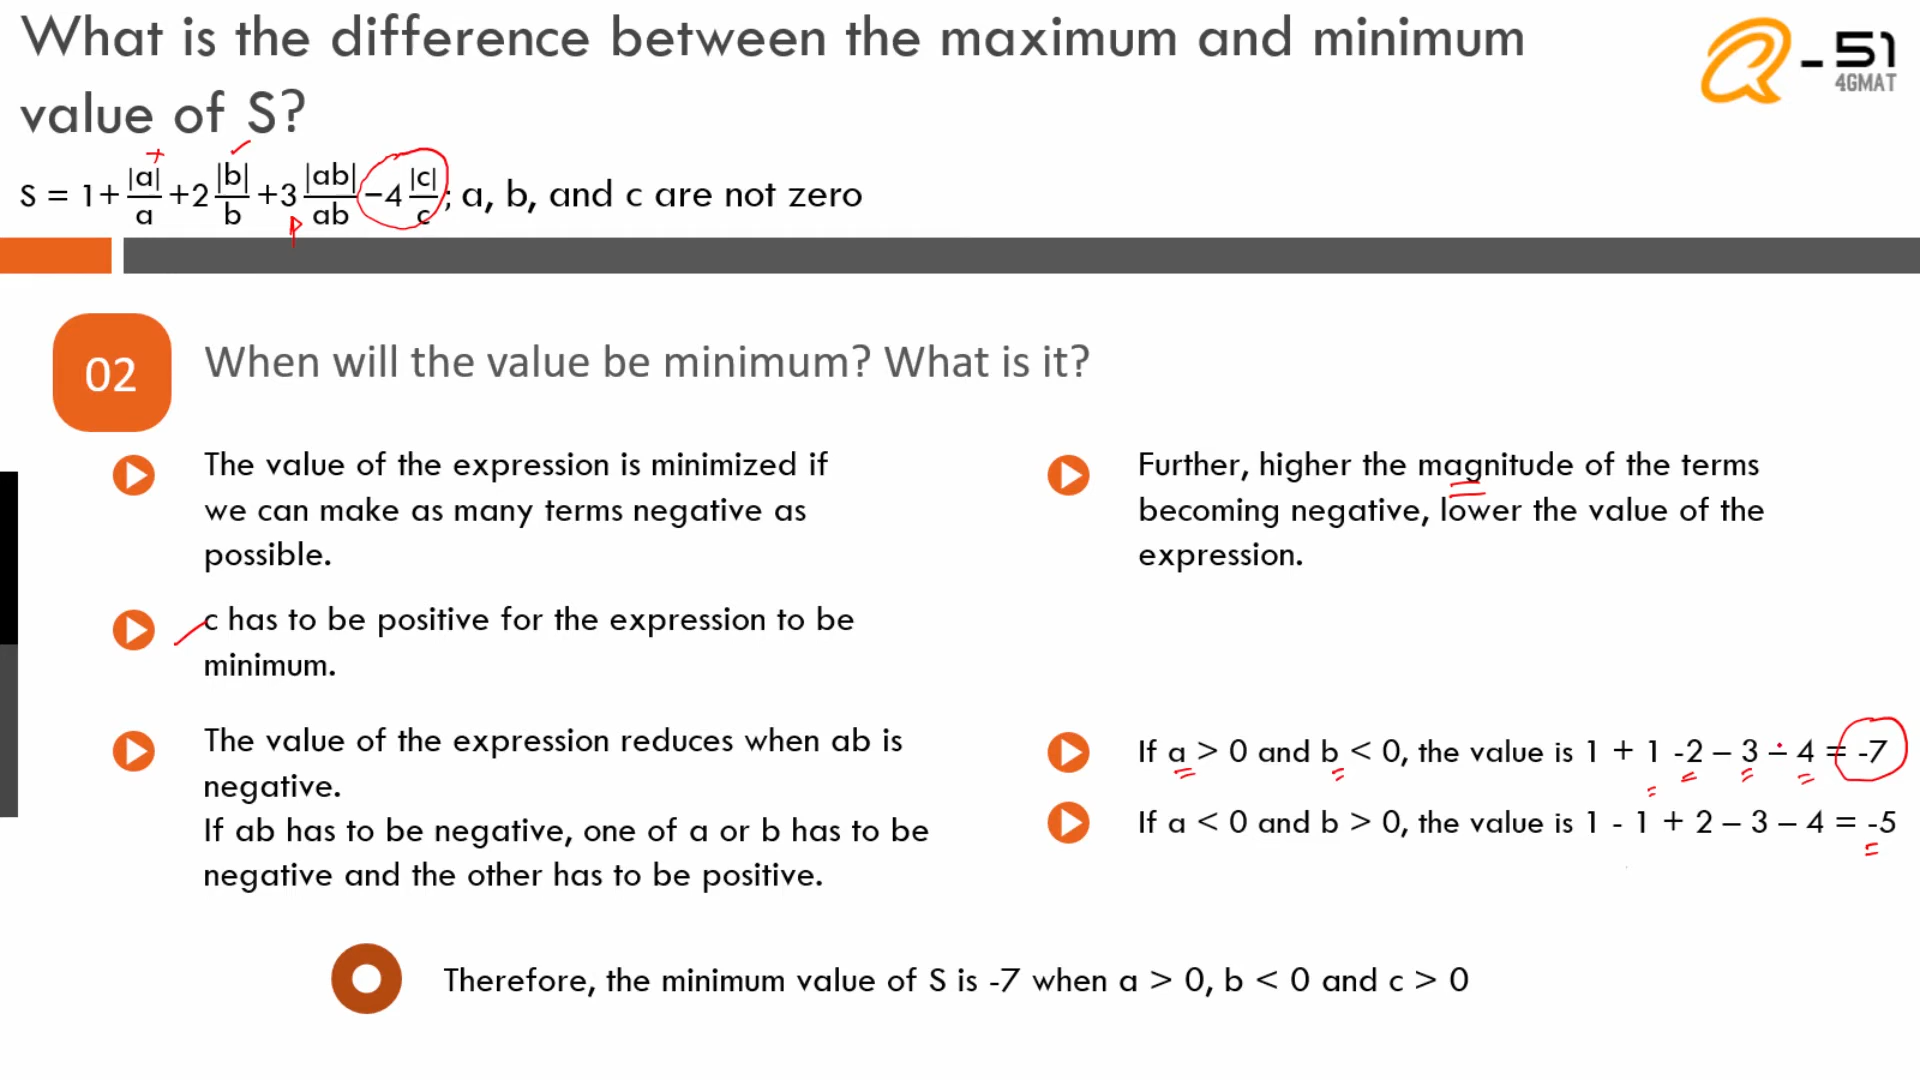 What is the difference between the maximum and minimum
value of S?
S = 1+ |a|/a +2 |b|/b +3 |ab|/ab −4 |c|/c ; a, b, and c are not zero
Q-51
4GMAT
02
When will the value be minimum? What is it?
The value of the expression is minimized if
we can make as many terms negative as
possible.
c has to be positive for the expression to be
minimum.
The value of the expression reduces when ab is
negative.
If ab has to be negative, one of a or b has to be
negative and the other has to be positive.
Further, higher the magnitude of the terms
becoming negative, lower the value of the
expression.
If a > 0 and b < 0, the value is 1 + 1 -2 – 3 – 4 = -7
If a < 0 and b > 0, the value is 1 - 1 + 2 – 3 – 4 = -5
Therefore, the minimum value of S is -7 when a > 0, b < 0 and c > 0